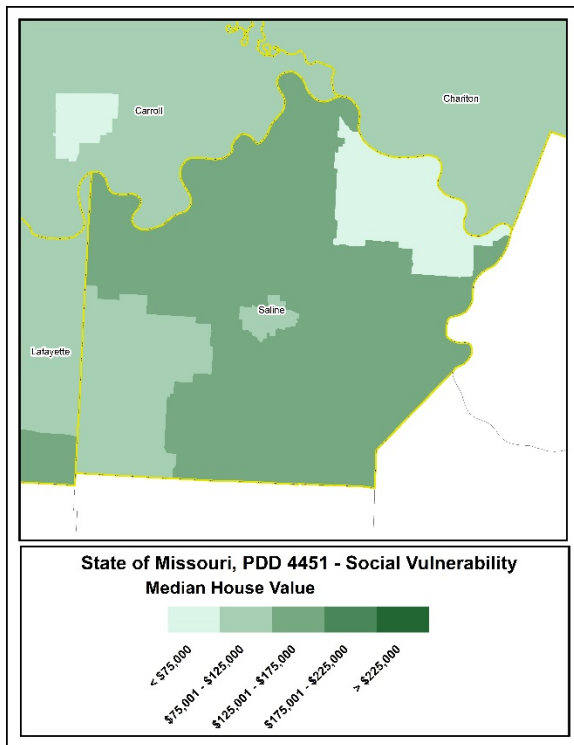 Carroll
Chariton
Saline
Lafayette
State of Missouri, PDD 4451 - Social Vulnerability
Median House Value
< $75,000
$75,001 - $125,000
$125,001 - $175,000
$175,001 - $225,000
> $225,000